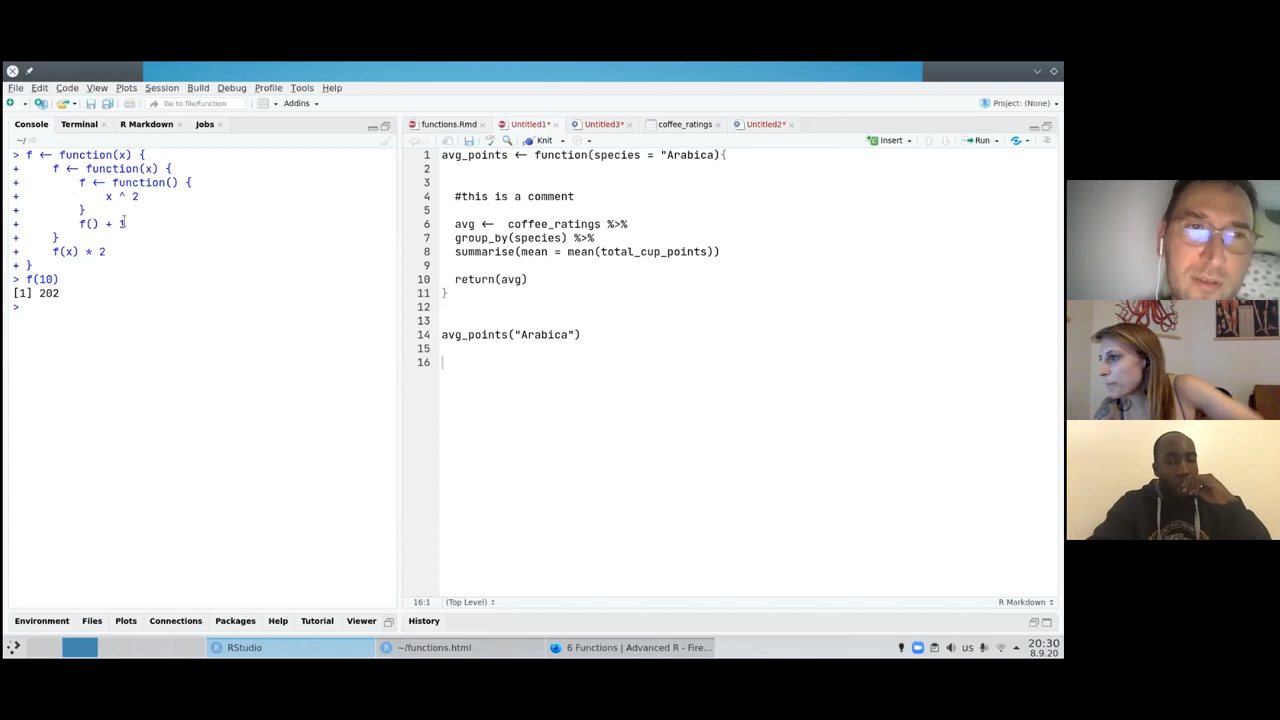 File Edit Code View Plots Session Build Debug Profile Tools Help
Go to file/function Addins Project: (None)
Console Terminal R Markdown Jobs
~/
> f <- function(x) {
+ f <- function(x) {
+ f <- function() {
+ x ^ 2
+ }
+ f() + 1
+ }
+ f(x) * 2
+ }
> f(10)
[1] 202
>
functions.Rmd Untitled1* Untitled3* coffee_ratings Untitled2*
Knit Insert Run
1 avg_points <- function(species = "Arabica){
2
3
4 #this is a comment
5
6 avg <- coffee_ratings %>%
7 group_by(species) %>%
8 summarise(mean = mean(total_cup_points))
9
10 return(avg)
11 }
12
13
14 avg_points("Arabica")
15
16
16:1 (Top Level) R Markdown
Environment Files Plots Connections Packages Help Tutorial Viewer
History
RStudio ~/functions.html 6 Functions | Advanced R - Fire... us 20:30
8.9.20